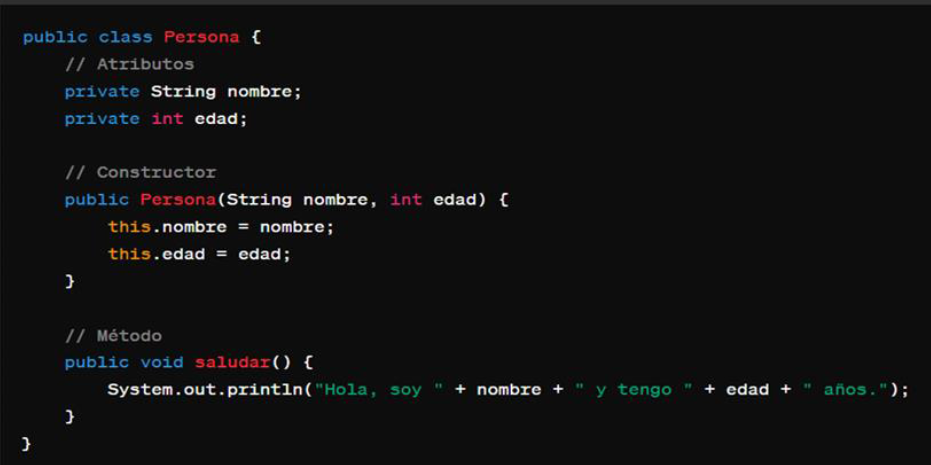 public class Persona {
// Atributos
private String nombre;
private int edad;
// Constructor
public Persona(String nombre, int edad) {
this.nombre = nombre;
this.edad = edad;
}
// Método
public void saludar() {
System.out.println("Hola, soy " + nombre + " y tengo " + edad + " años.");
}
}